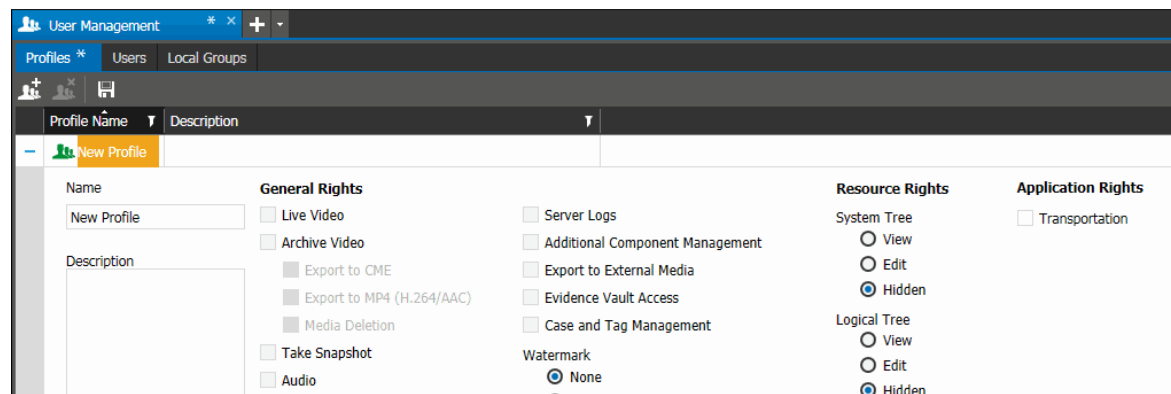 User Management * ×
Profiles * Users Local Groups
Profile Name Description
New Profile
Name
New Profile
Description
General Rights
Live Video
Archive Video
Export to CME
Export to MP4 (H.264/AAC)
Media Deletion
Take Snapshot
Audio
Server Logs
Additional Component Management
Export to External Media
Evidence Vault Access
Case and Tag Management
Watermark
None
Resource Rights
System Tree
View
Edit
Hidden
Logical Tree
View
Edit
Hidden
Application Rights
Transportation